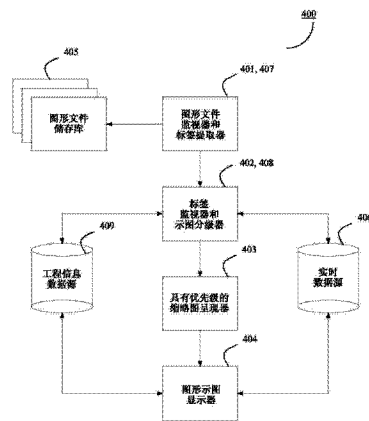 400
405
401, 407
图形文件
储存库
图形文件
监视器和
标签提取器
402, 408
标签
监视器和
示图分级器
409
403
406
工程信息
数据源
具有优先级的
缩略图呈现器
实时
数据源
404
图形示图
显示器